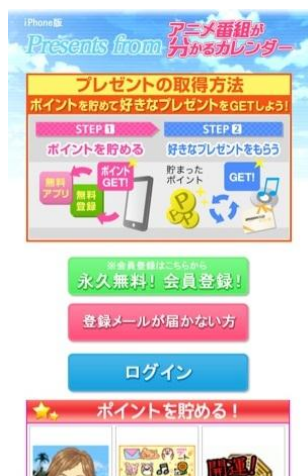 iPhone版
Presents from アニメ番組が分かるカレンダー
プレゼントの取得方法
ポイントを貯めて好きなプレゼントをGETしよう!
STEP 1
STEP 2
ポイントを貯める
好きなプレゼントをもらう
無料アプリ
無料登録
ポイントGET!
貯まったポイント
GET!
※会員登録はこちらから
永久無料!会員登録!
登録メールが届かない方
ログイン
ポイントを貯める!